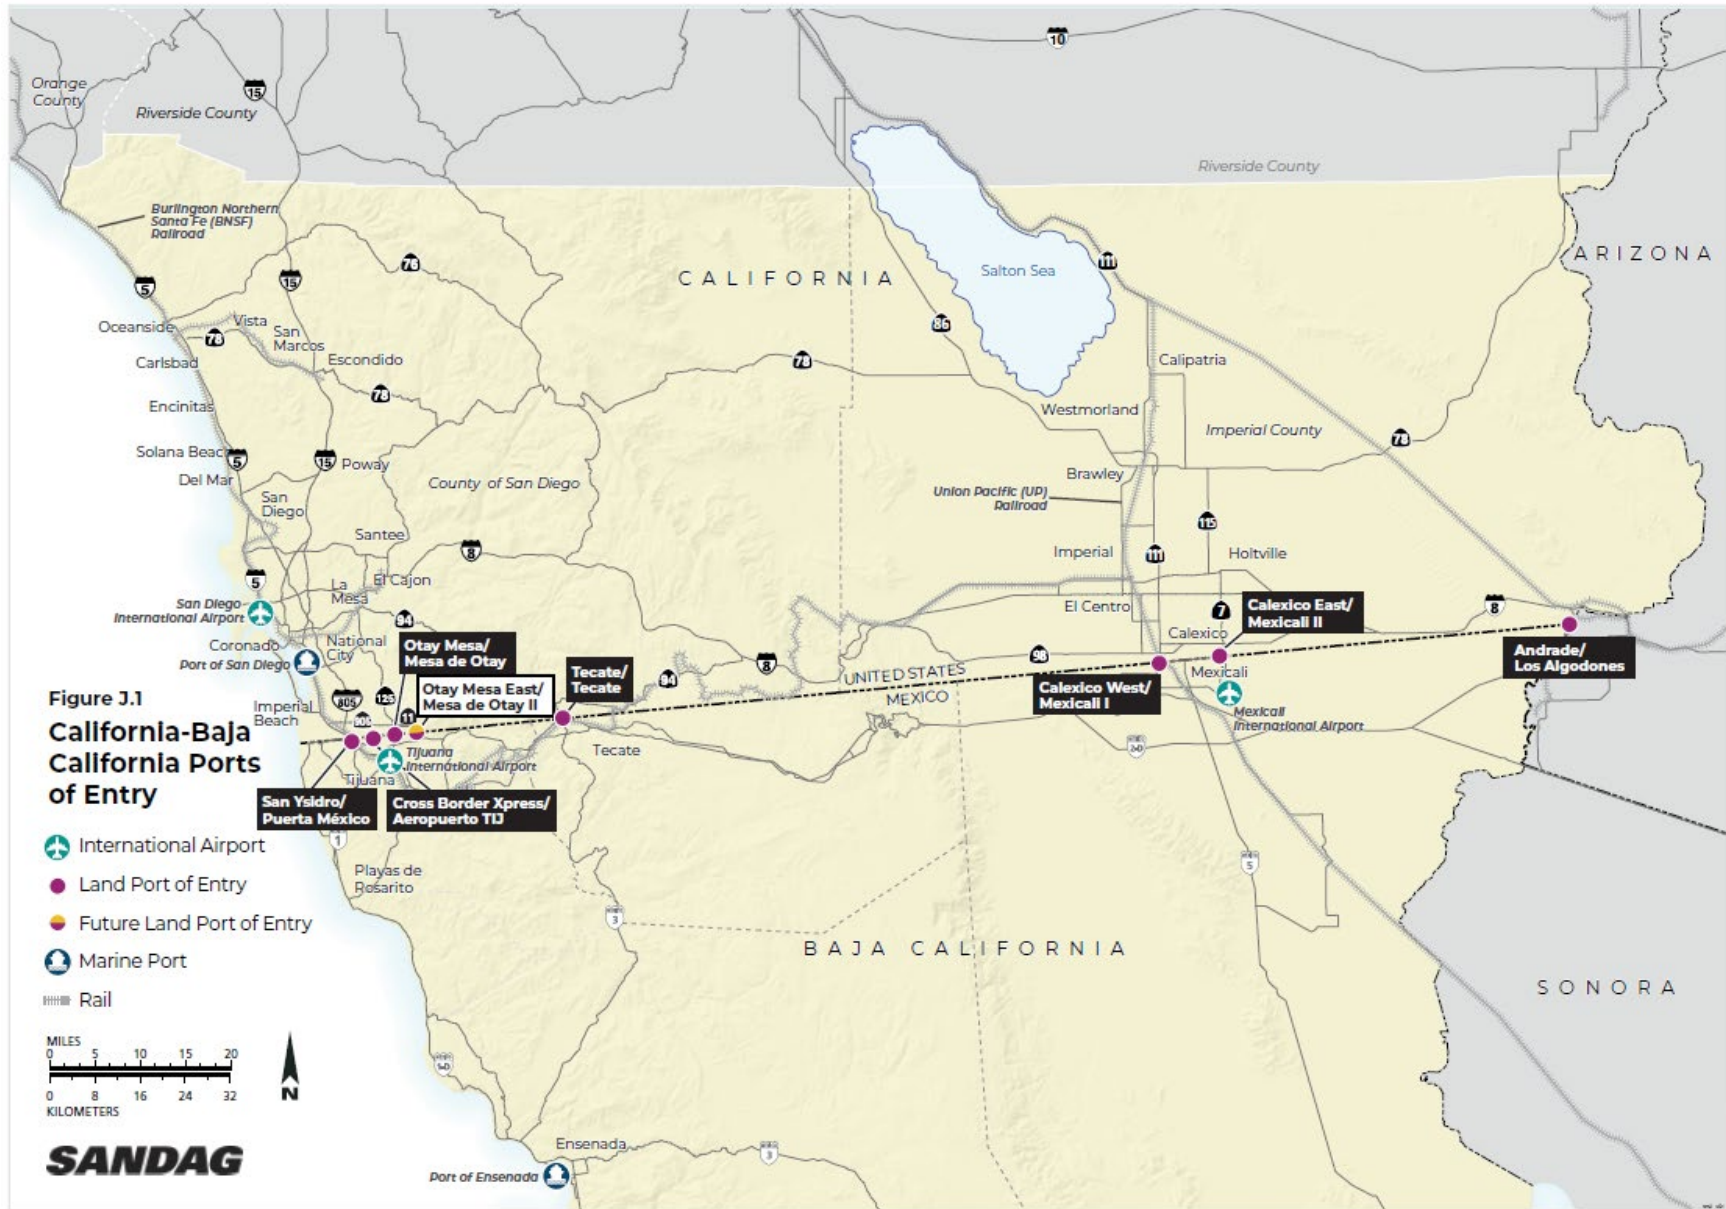 10
Orange
County
15
Riverside County
Riverside County
Burlington Northern
Santa Fe (BNSF)
Railroad
ARIZONA
76
111
15
CALIFORNIA
Salton Sea
5
Oceanside
Vista
78
San
Marcos
86
Carlsbad
Escondido
78
Calipatria
78
Encinitas
Westmorland
Imperial County
78
Solana Beac
5
15
Poway
Del Mar
County of San Diego
Brawley
Union Pacific (UP)
Railroad
San
Diego
115
Santee
8
Imperial
111
Holtville
5
La
Mesa
El Cajon
San Diego
International Airport
94
El Centro
7
Calexico East/
Mexicali II
8
Coronado
National
City
Otay Mesa/
Mesa de Otay
Calexico
Port of San Diego
98
Andrade/
Los Algodones
Tecate/
Tecate
94
8
UNITED STATES
MEXICO
Mexicali
Calexico West/
Mexicali I
Otay Mesa East/
Mesa de Otay II
805
125
Imperial
Beach
905
11
Mexicali
International Airport
Figure J.1
California-Baja
California Ports
of Entry
Tijuana
International Airport
Tecate
2D
Tijuana
San Ysidro/
Puerta México
Cross Border Xpress/
Aeropuerto TIJ
1
International Airport
Playas de
Rosarito
5
Land Port of Entry
3
Future Land Port of Entry
BAJA CALIFORNIA
Marine Port
SONORA
Rail
MILES
0 5 10 15 20
0 8 16 24 32
KILOMETERS
N
Ensenada
3
SANDAG
Port of Ensenada